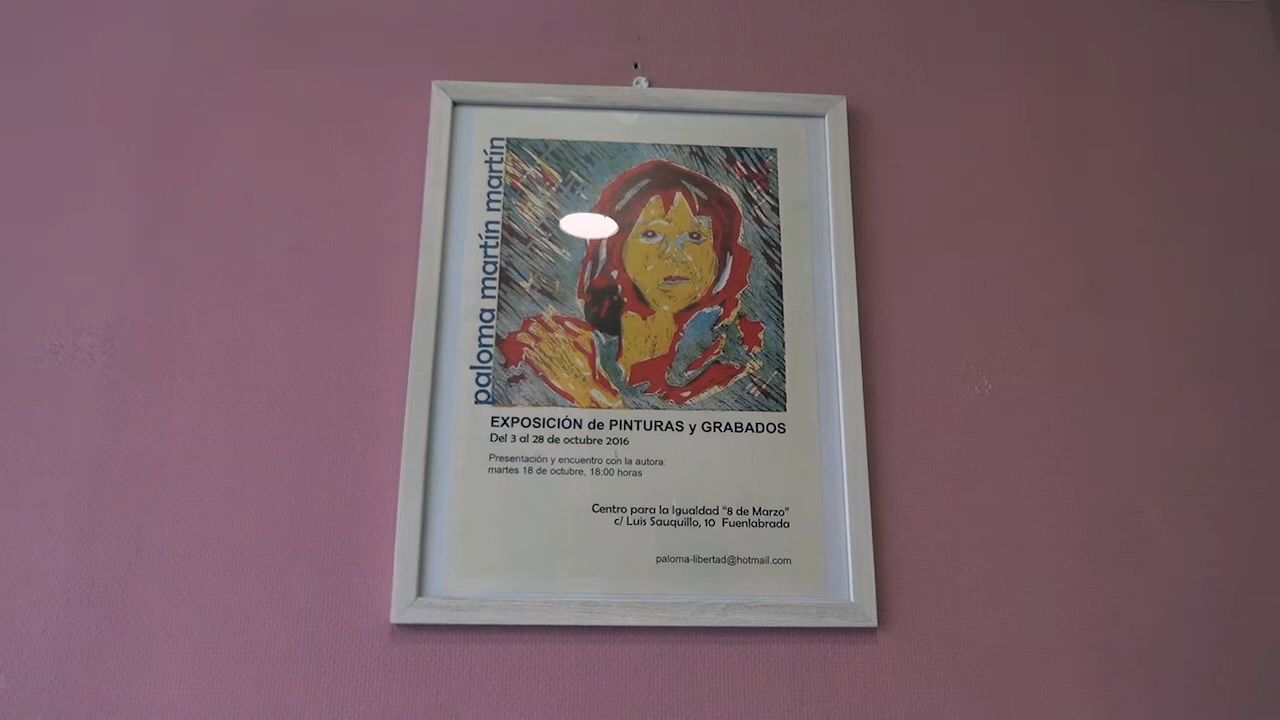 paloma martín martín
EXPOSICIÓN de PINTURAS y GRABADOS
Del 3 al 28 de octubre 2016
Presentación y encuentro con la autora:
martes 18 de octubre, 18:00 horas
Centro para la Igualdad "8 de Marzo"
c/ Luis Sauquillo, 10 Fuenlabrada
paloma-libertad@hotmail.com